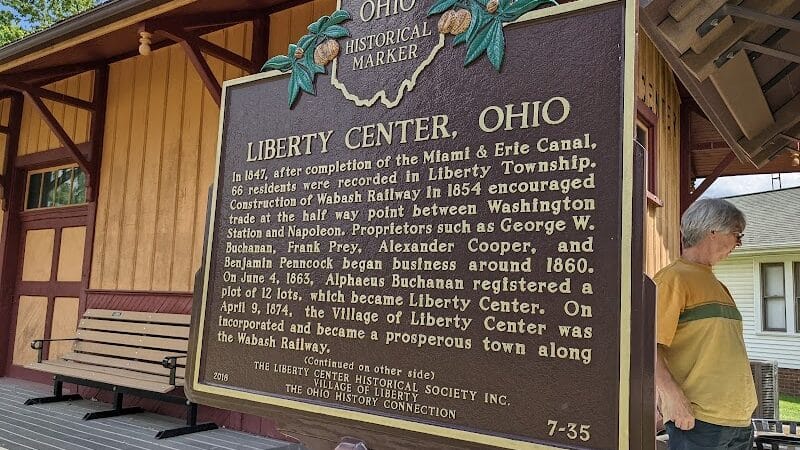 OHIO
HISTORICAL
MARKER
LIBERTY CENTER, OHIO
In 1847, after completion of the Miami & Erie Canal,
66 residents were recorded in Liberty Township.
Construction of Wabash Railway in 1854 encouraged
trade at the half way point between Washington
Station and Napoleon. Proprietors such as George W.
Buchanan, Frank Prey, Alexander Cooper, and
Benjamin Penncock began business around 1860.
On June 4, 1863, Alphaeus Buchanan registered a
plot of 12 lots, which became Liberty Center. On
April 9, 1874, the Village of Liberty Center was
incorporated and became a prosperous town along
the Wabash Railway.
(Continued on other side)
THE LIBERTY CENTER HISTORICAL SOCIETY INC.
VILLAGE OF LIBERTY
THE OHIO HISTORY CONNECTION
2018
7-35